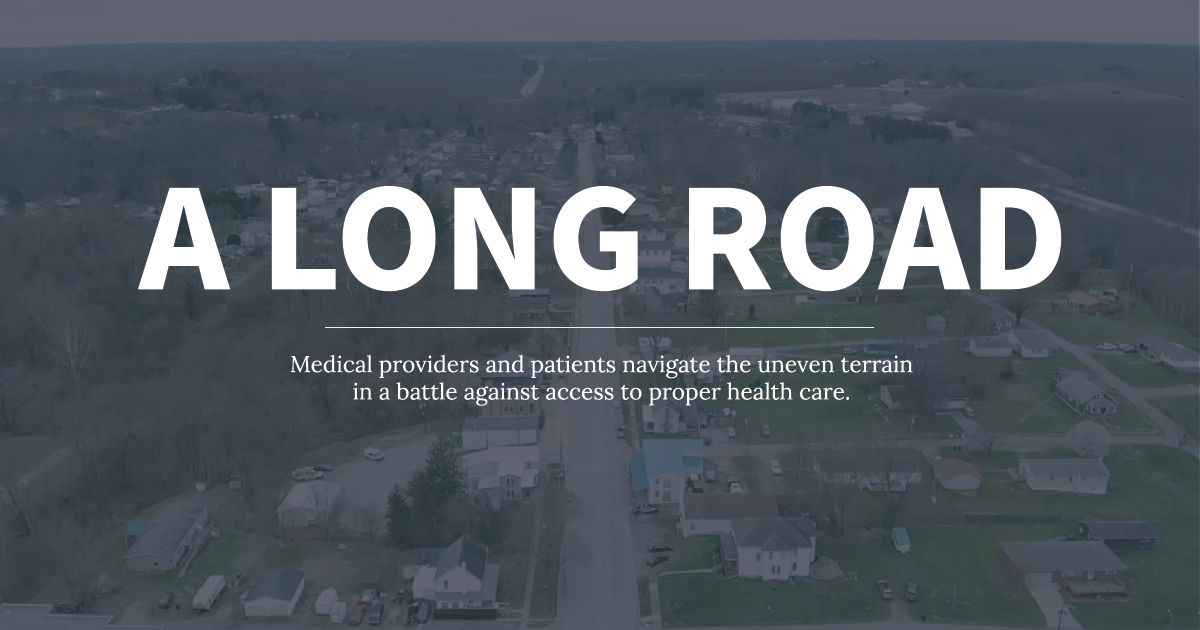 A LONG ROAD
Medical providers and patients navigate the uneven terrain
in a battle against access to proper health care.